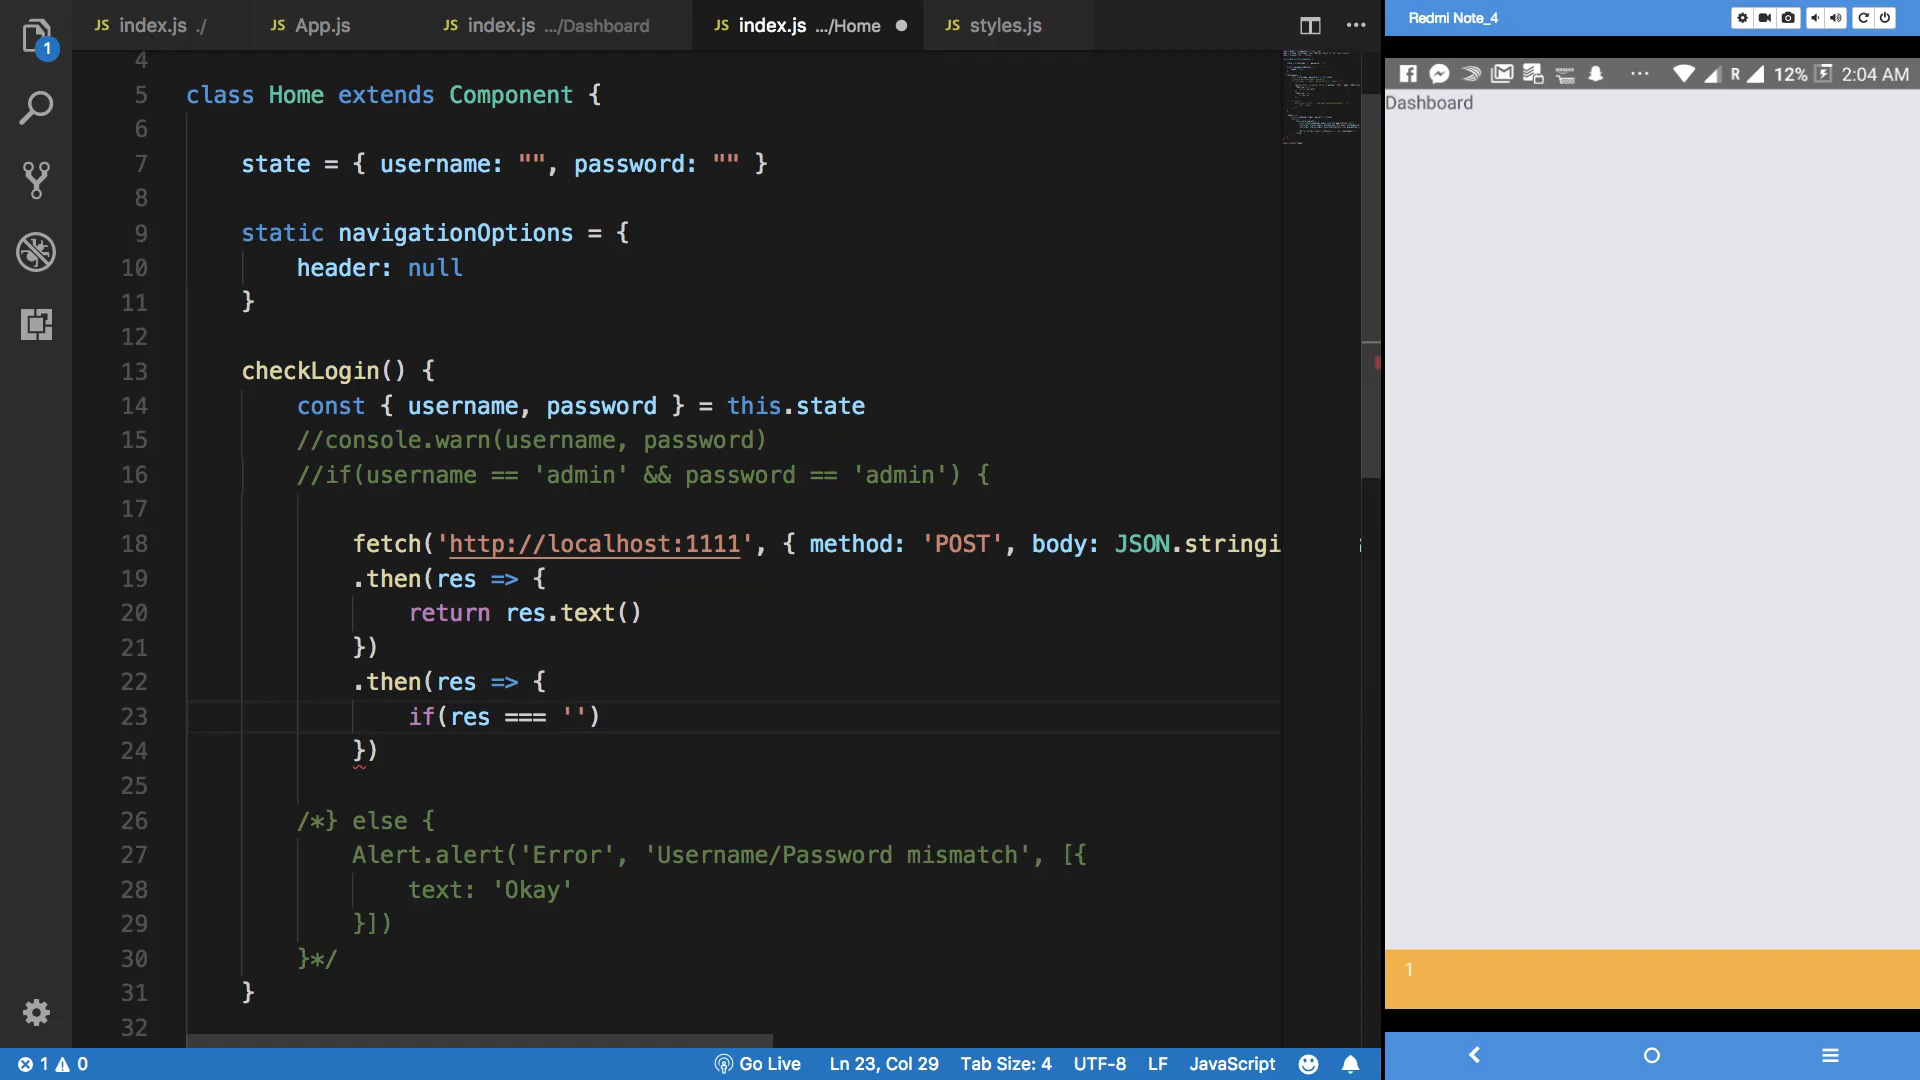 JS index.js ./
JS App.js
JS index.js .../Dashboard
JS index.js .../Home
JS styles.js
1
4
5 class Home extends Component {
6
7 state = { username: "", password: "" }
8
9 static navigationOptions = {
10 header: null
11 }
12
13 checkLogin() {
14 const { username, password } = this.state
15 //console.warn(username, password)
16 //if(username == 'admin' && password == 'admin') {
17
18 fetch('http://localhost:1111', { method: 'POST', body: JSON.stringi
19 .then(res => {
20 return res.text()
21 })
22 .then(res => {
23 if(res === '')
24 })
25
26 /*} else {
27 Alert.alert('Error', 'Username/Password mismatch', [{
28 text: 'Okay'
29 }])
30 }*/
31 }
32
1 0
Go Live
Ln 23, Col 29
Tab Size: 4
UTF-8
LF
JavaScript
Redmi Note_4
R 12% 2:04 AM
Dashboard
1